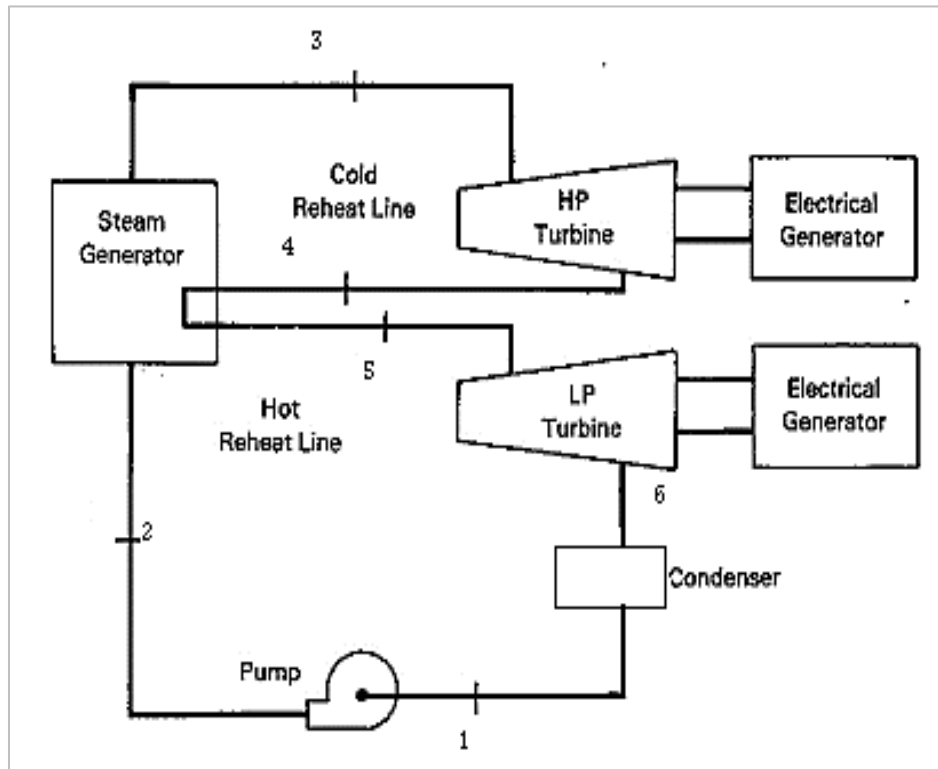 3
Cold
Reheat Line
Steam
Generator
HP
Turbine
Electrical
Generator
4
5
Hot
Reheat Line
LP
Turbine
Electrical
Generator
6
2
Condenser
Pump
1